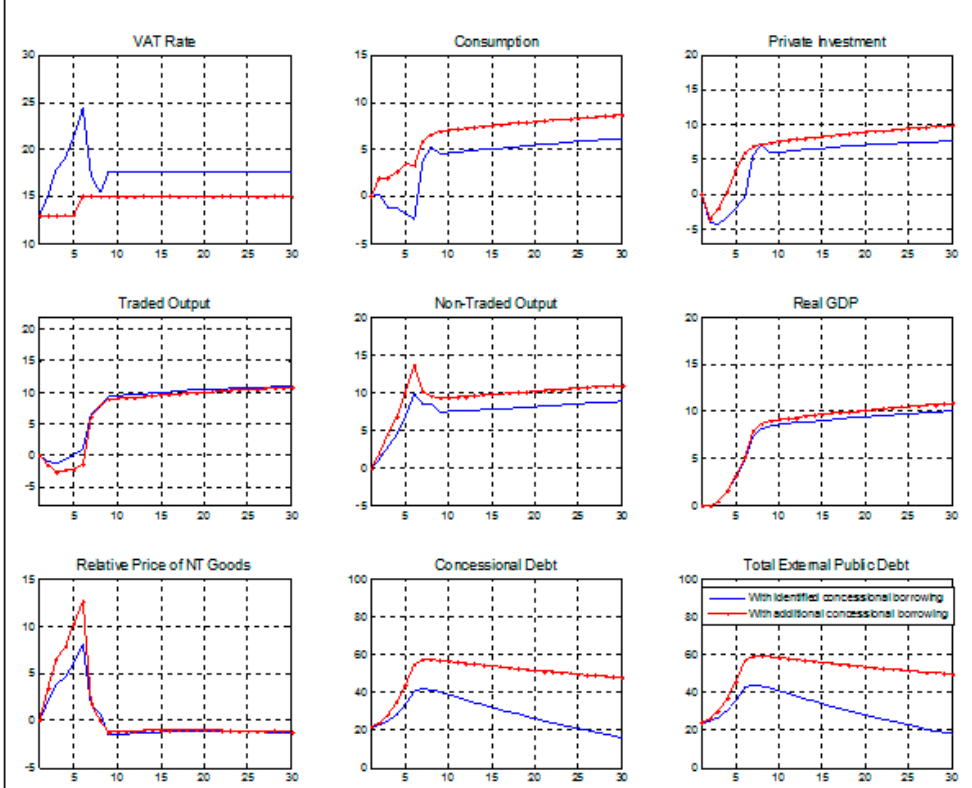 VAT Rate
30
25
20
15
10
5 10 15 20 25 30
Consumption
15
10
5
0
-5
5 10 15 20 25 30
Private Investment
20
15
10
5
0
-5
5 10 15 20 25 30
Traded Output
20
15
10
5
0
-5
5 10 15 20 25 30
Non-Traded Output
20
15
10
5
0
-5
5 10 15 20 25 30
Real GDP
20
15
10
5
0
5 10 15 20 25 30
Relative Price of NT Goods
15
10
5
0
-5
5 10 15 20 25 30
Concessional Debt
100
80
60
40
20
0
5 10 15 20 25 30
Total External Public Debt
100
With identified concessional borrowing
With additional concessional borrowing
80
60
40
20
0
5 10 15 20 25 30